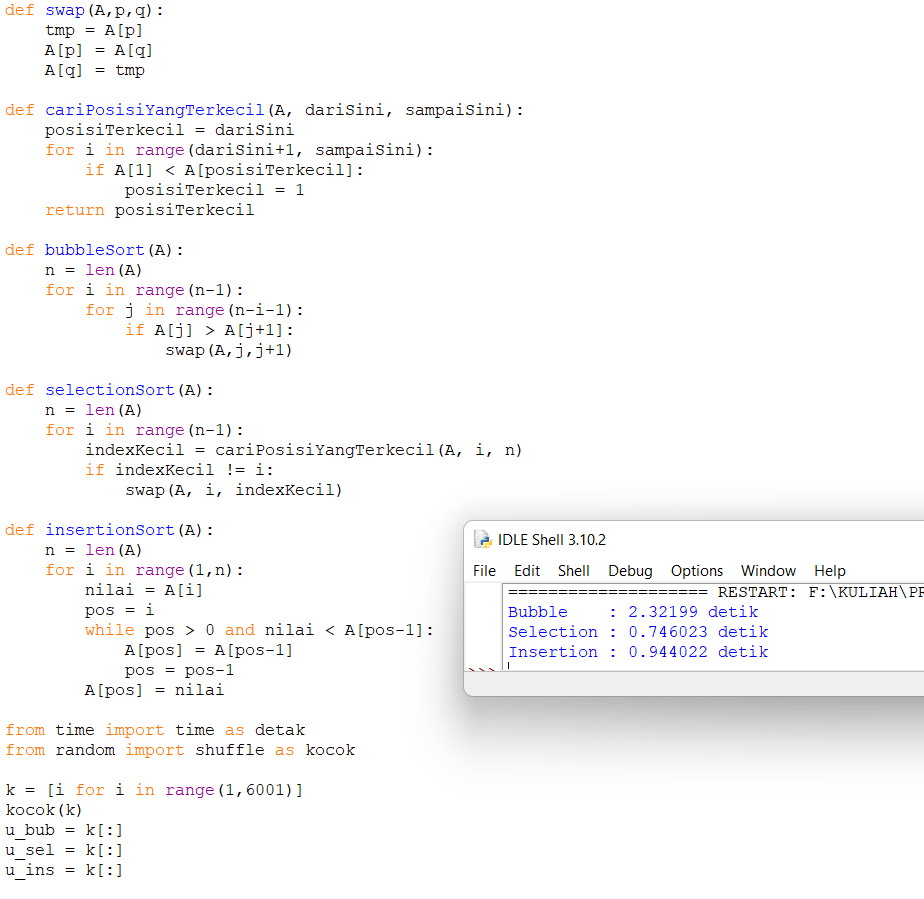 def swap(A,p,q):
    tmp = A[p]
    A[p] = A[q]
    A[q] = tmp

def cariPosisiYangTerkecil(A, dariSini, sampaiSini):
    posisiTerkecil = dariSini
    for i in range(dariSini+1, sampaiSini):
        if A[1] < A[posisiTerkecil]:
            posisiTerkecil = 1
    return posisiTerkecil

def bubbleSort(A):
    n = len(A)
    for i in range(n-1):
        for j in range(n-i-1):
            if A[j] > A[j+1]:
                swap(A,j,j+1)

def selectionSort(A):
    n = len(A)
    for i in range(n-1):
        indexKecil = cariPosisiYangTerkecil(A, i, n)
        if indexKecil != i:
            swap(A, i, indexKecil)

def insertionSort(A):
    n = len(A)
    for i in range(1,n):
        nilai = A[i]
        pos = i
        while pos > 0 and nilai < A[pos-1]:
            A[pos] = A[pos-1]
            pos = pos-1
        A[pos] = nilai

from time import time as detak
from random import shuffle as kocok

k = [i for i in range(1,6001)]
kocok(k)
u_bub = k[:]
u_sel = k[:]
u_ins = k[:]

IDLE Shell 3.10.2
File Edit Shell Debug Options Window Help
==================== RESTART: F:\KULIAH\PR
Bubble    : 2.32199 detik
Selection : 0.746023 detik
Insertion : 0.944022 detik
>>>